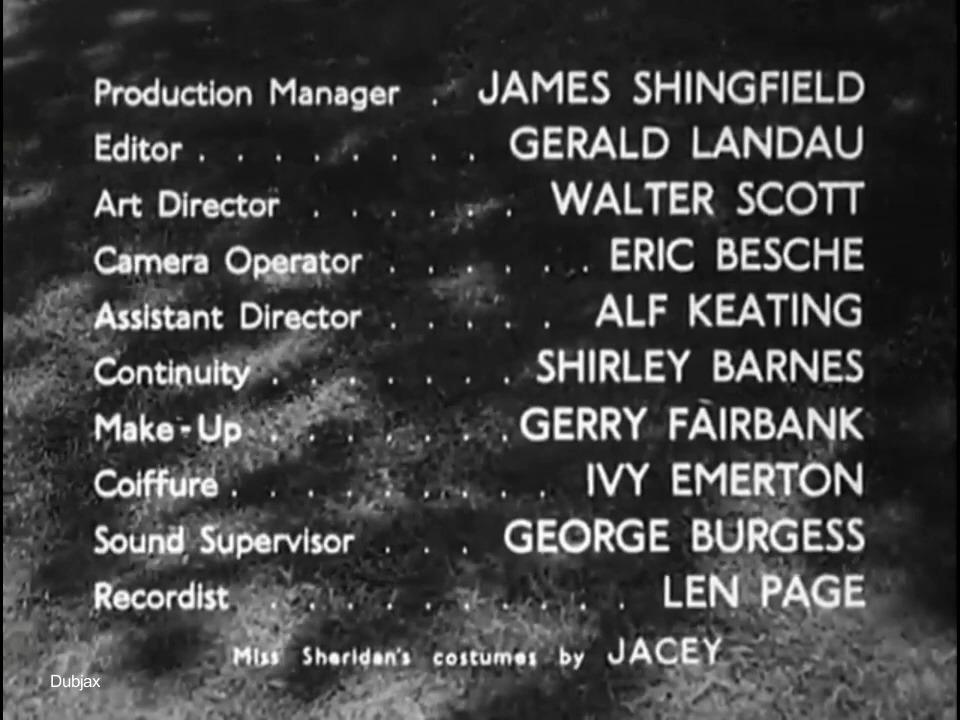 Production Manager . JAMES SHINGFIELD
Editor . . . . . . . . GERALD LANDAU
Art Director . . . . . . WALTER SCOTT
Camera Operator . . . . . . ERIC BESCHE
Assistant Director . . . . . ALF KEATING
Continuity . . . . . . . SHIRLEY BARNES
Make-Up . . . . . . . GERRY FAIRBANK
Coiffure . . . . . . . . . IVY EMERTON
Sound Supervisor . . . GEORGE BURGESS
Recordist . . . . . . . . . . LEN PAGE
Miss Sheridan's costumes by JACEY
Dubjax